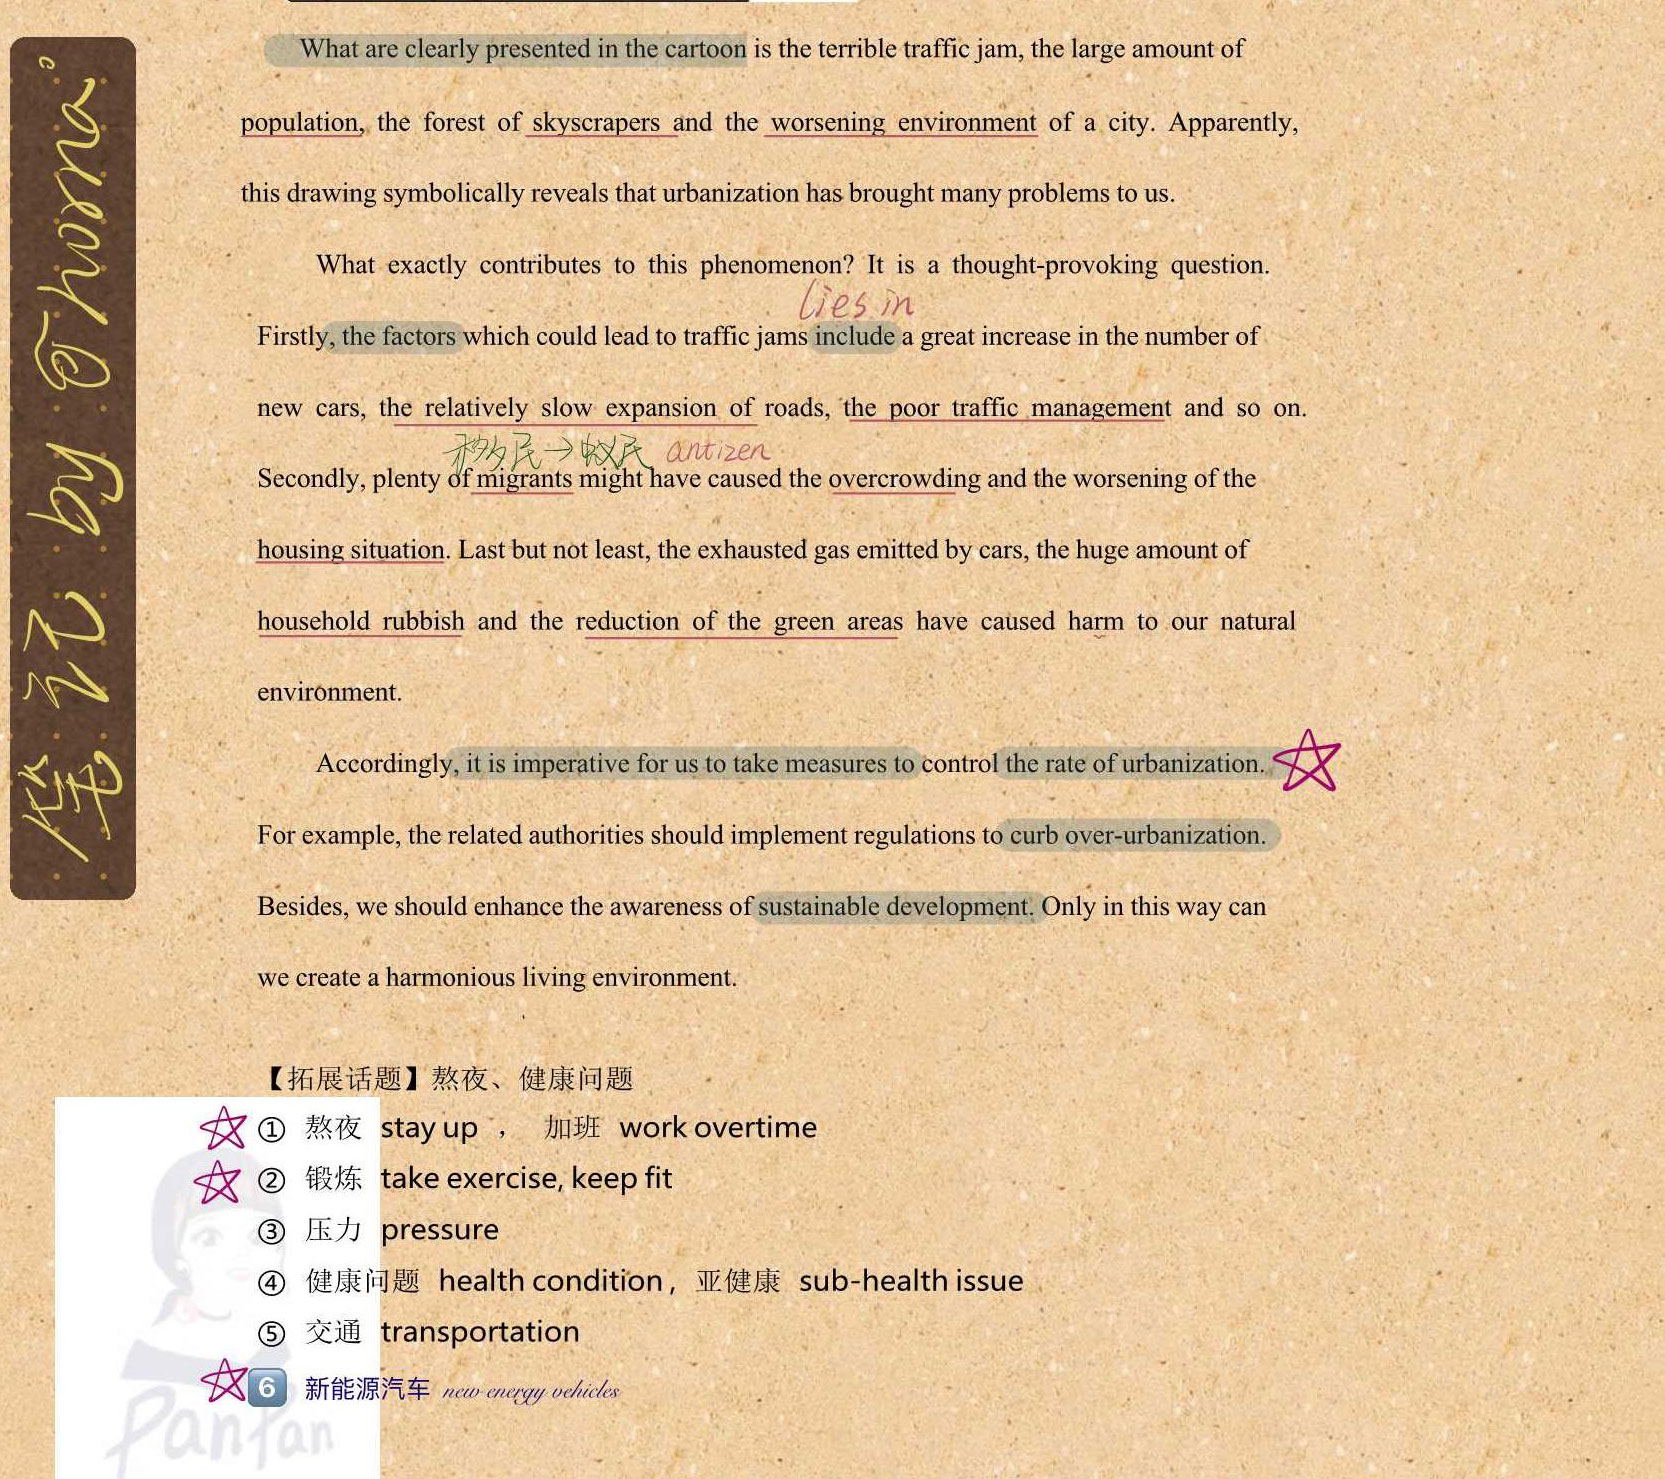 What are clearly presented in the cartoon is the terrible traffic jam, the large amount of
population, the forest of skyscrapers and the worsening environment of a city. Apparently,
this drawing symbolically reveals that urbanization has brought many problems to us.
What exactly contributes to this phenomenon? It is a thought-provoking question.
lies in
Firstly, the factors which could lead to traffic jams include a great increase in the number of
new cars, the relatively slow expansion of roads, the poor traffic management and so on.
移民→蚁民 antizen
Secondly, plenty of migrants might have caused the overcrowding and the worsening of the
housing situation. Last but not least, the exhausted gas emitted by cars, the huge amount of
household rubbish and the reduction of the green areas have caused harm to our natural
environment.
Accordingly, it is imperative for us to take measures to control the rate of urbanization.
For example, the related authorities should implement regulations to curb over-urbanization.
Besides, we should enhance the awareness of sustainable development. Only in this way can
we create a harmonious living environment.
【拓展话题】熬夜、健康问题
① 熬夜 stay up ， 加班 work overtime
② 锻炼 take exercise, keep fit
③ 压力 pressure
④ 健康问题 health condition，亚健康 sub-health issue
⑤ 交通 transportation
6 新能源汽车 new energy vehicles
PanPan
笔记 by @Thona